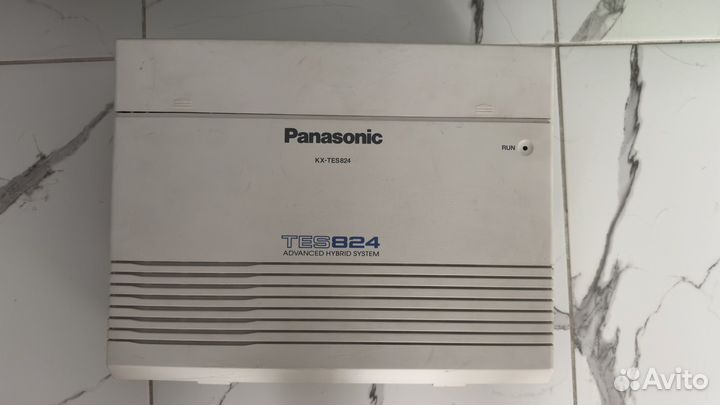 Panasonic
KX-TES824
RUN
TES824
ADVANCED HYBRID SYSTEM
Avito